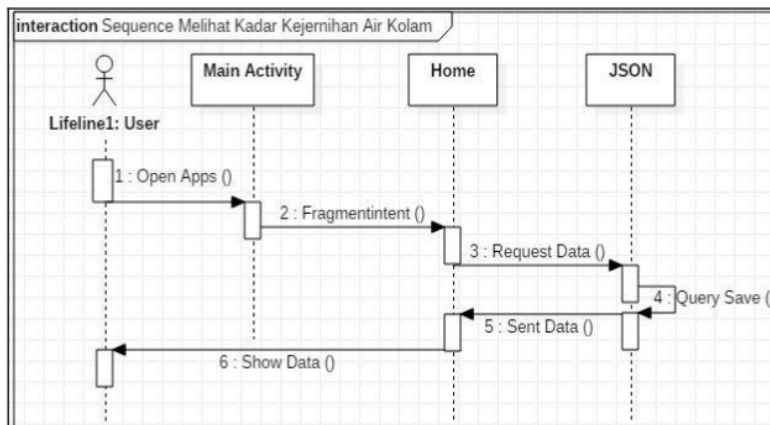 interaction Sequence Melihat Kadar Kejernihan Air Kolam
Main Activity
Home
JSON
Lifeline1: User
1 : Open Apps ()
2 : Fragmentintent ()
3 : Request Data ()
4 : Query Save (
5 : Sent Data ()
6 : Show Data ()